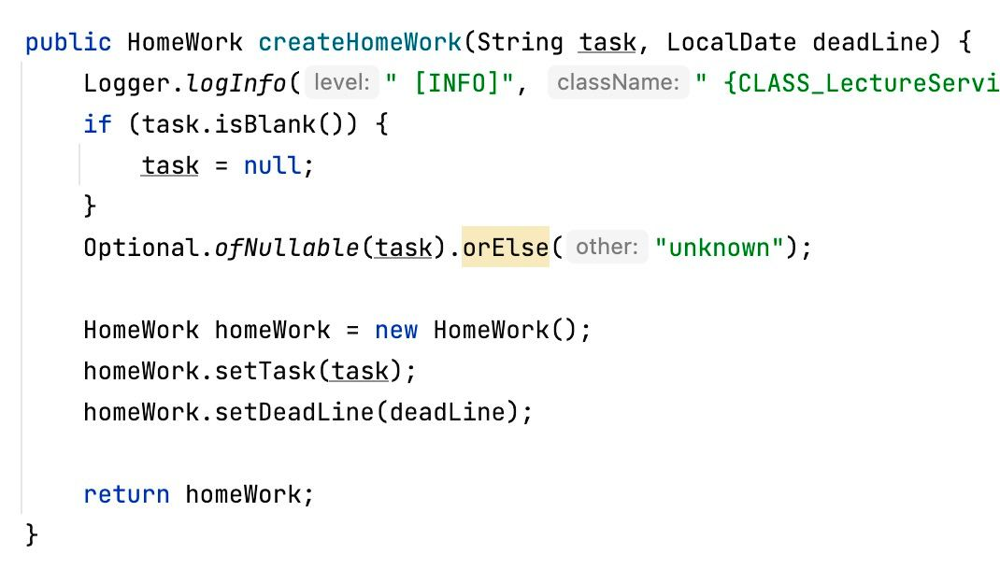 public HomeWork createHomeWork(String task, LocalDate deadLine) {
Logger.logInfo( level: " [INFO]", className: " {CLASS_LectureServi
if (task.isBlank()) {
task = null;
}
Optional.ofNullable(task).orElse( other: "unknown");
HomeWork homeWork = new HomeWork();
homeWork.setTask(task);
homeWork.setDeadLine(deadLine);
return homeWork;
}